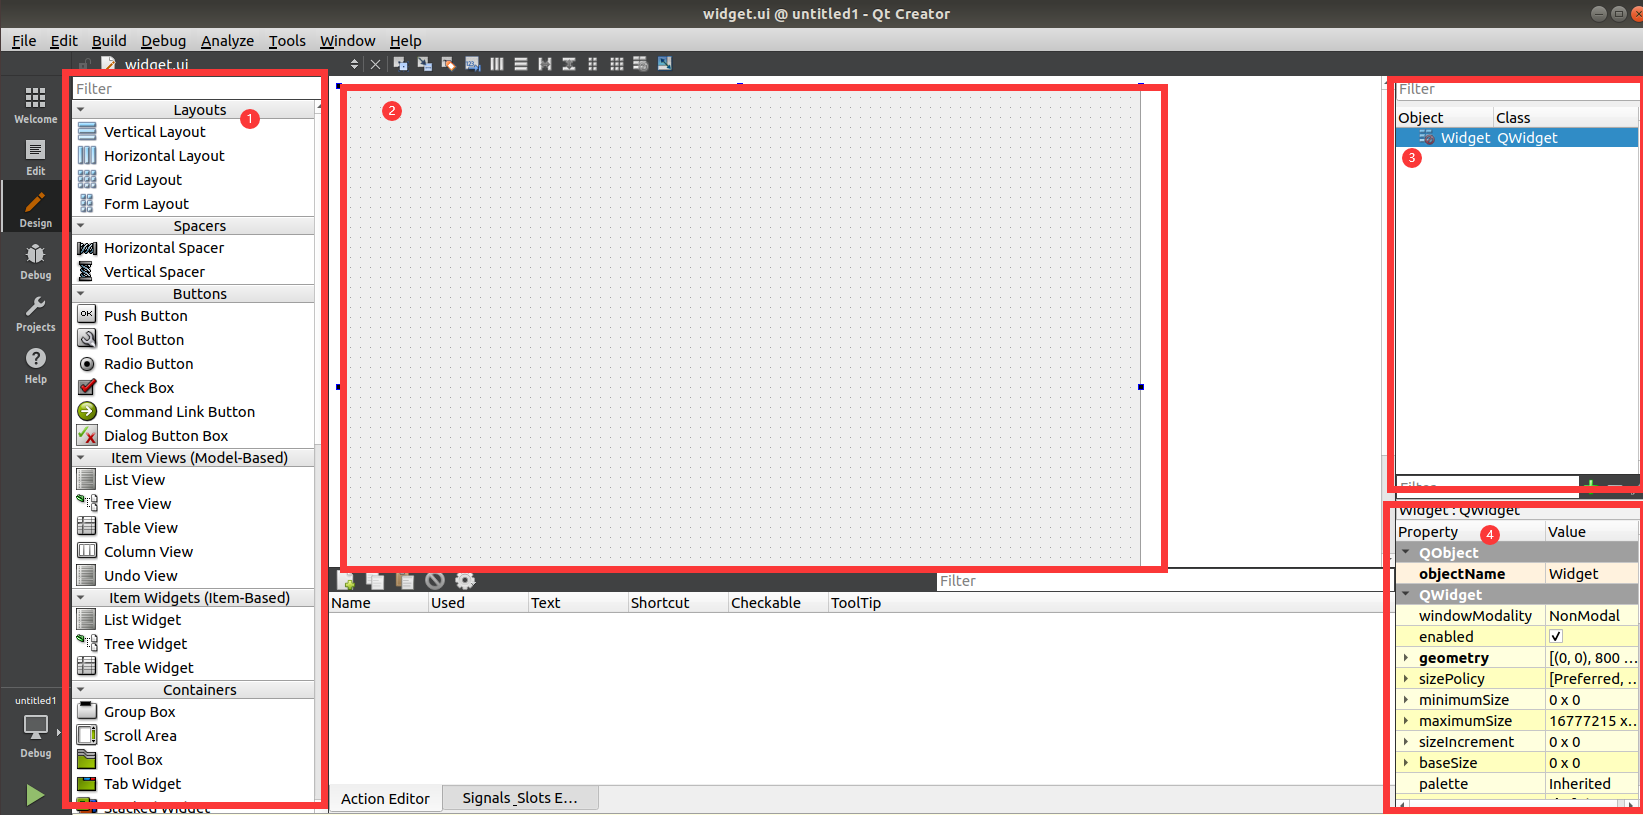 widget.ui @ untitled1 - Qt Creator
File Edit Build Debug Analyze Tools Window Help
widget.ui
Welcome
Edit
Design
Debug
Projects
Help
untitled1
Debug
Filter
Layouts
1
Vertical Layout
Horizontal Layout
Grid Layout
Form Layout
Spacers
Horizontal Spacer
Vertical Spacer
Buttons
OK Push Button
Tool Button
Radio Button
Check Box
Command Link Button
Dialog Button Box
Item Views (Model-Based)
List View
Tree View
Table View
Column View
Undo View
Item Widgets (Item-Based)
List Widget
Tree Widget
Table Widget
Containers
Group Box
Scroll Area
Tool Box
Tab Widget
Stacked Widget
2
Filter
Name Used Text Shortcut Checkable ToolTip
Action Editor Signals_Slots E...
Filter
Object Class
Widget QWidget
3
Filter
Widget : QWidget
Property 4 Value
QObject
objectName Widget
QWidget
windowModality NonModal
enabled
geometry [(0, 0), 800 ...
sizePolicy [Preferred, ...
minimumSize 0 x 0
maximumSize 16777215 x...
sizeIncrement 0 x 0
baseSize 0 x 0
palette Inherited